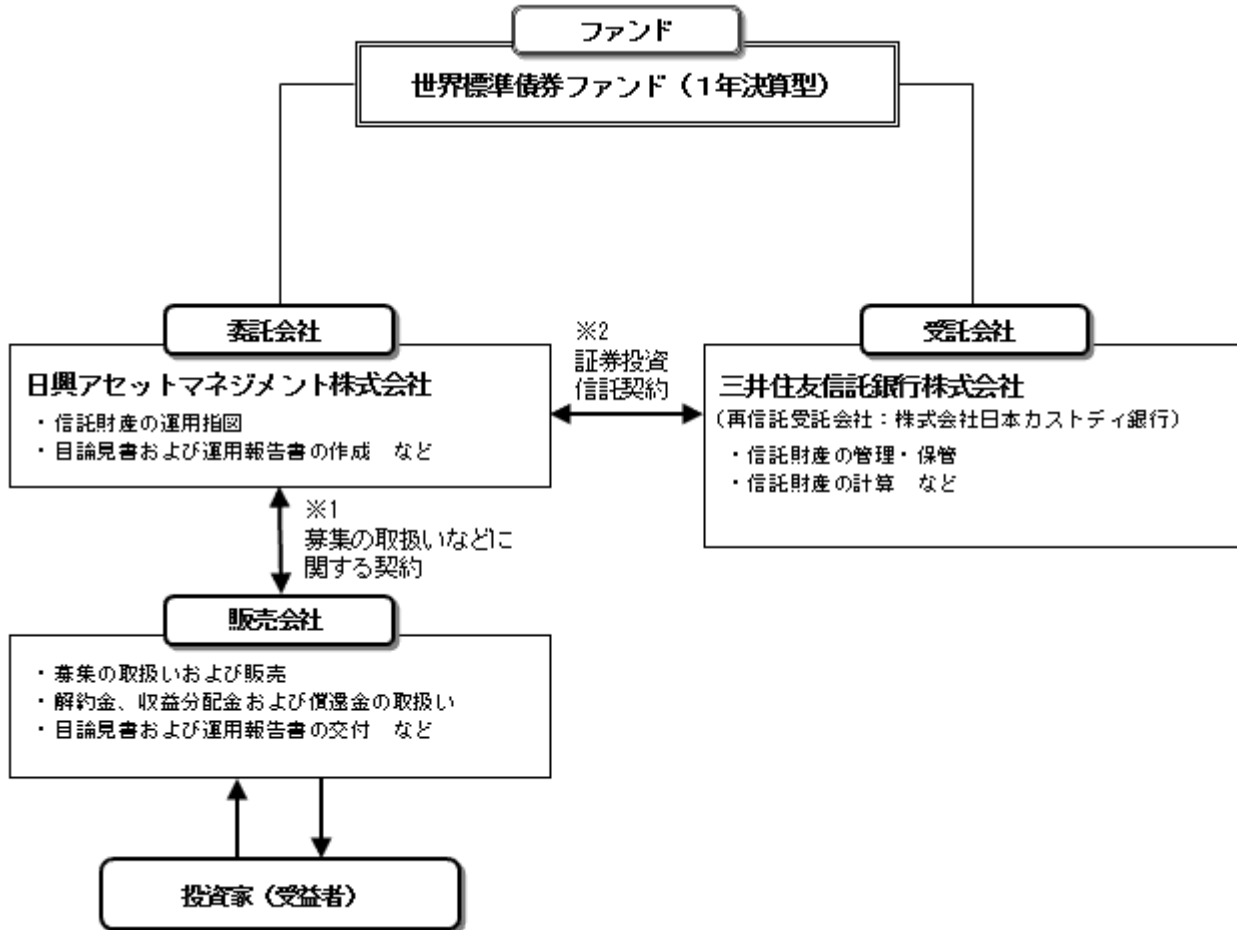 ファンド
世界標準債券ファンド（１年決算型）
委託会社
日興アセットマネジメント株式会社
・信託財産の運用指図
・目論見書および運用報告書の作成　など
※2
証券投資
信託契約
受託会社
三井住友信託銀行株式会社
（再信託受託会社：株式会社日本カストディ銀行）
・信託財産の管理・保管
・信託財産の計算　など
※1
募集の取扱いなどに
関する契約
販売会社
・募集の取扱いおよび販売
・解約金、収益分配金および償還金の取扱い
・目論見書および運用報告書の交付　など
投資家（受益者）